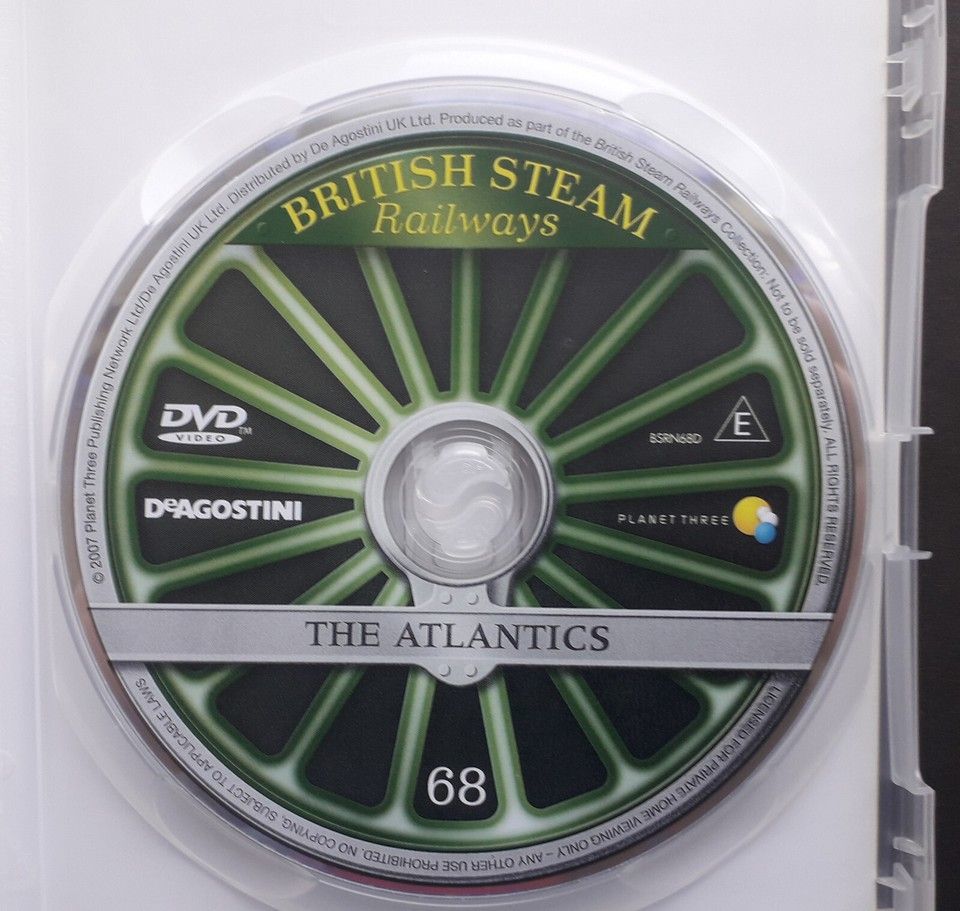 © 2007 Planet Three Publishing Network Ltd/De Agostini UK Ltd. Distributed by De Agostini UK Ltd. Produced as part of the British Steam Railways Collection: Not to be sold separately. ALL RIGHTS RESERVED.
BRITISH STEAM
Railways
DVD
VIDEO
TM
BSRN68D
E
DeAGOSTINI
PLANET THREE
THE ATLANTICS
68
LICENSED FOR PRIVATE HOME VIEWING ONLY – ANY OTHER USE PROHIBITED. NO COPYING, SUBJECT TO APPLICABLE LAWS